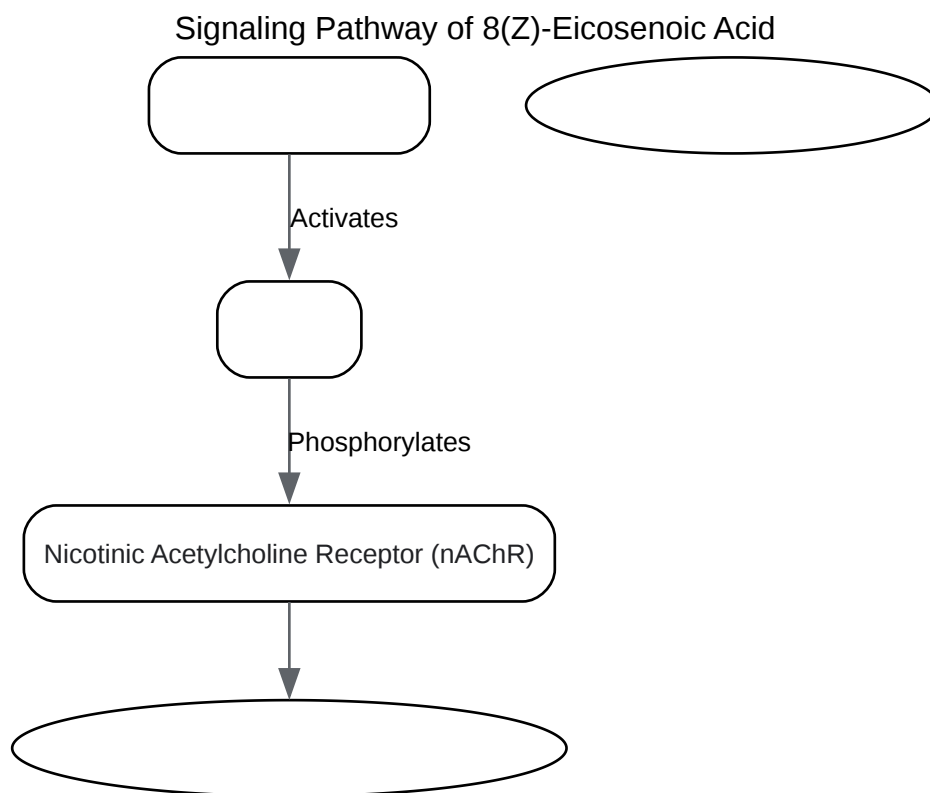 Signaling Pathway of 8(Z)-Eicosenoic Acid
Activates
Phosphorylates
Nicotinic Acetylcholine Receptor (nAChR)